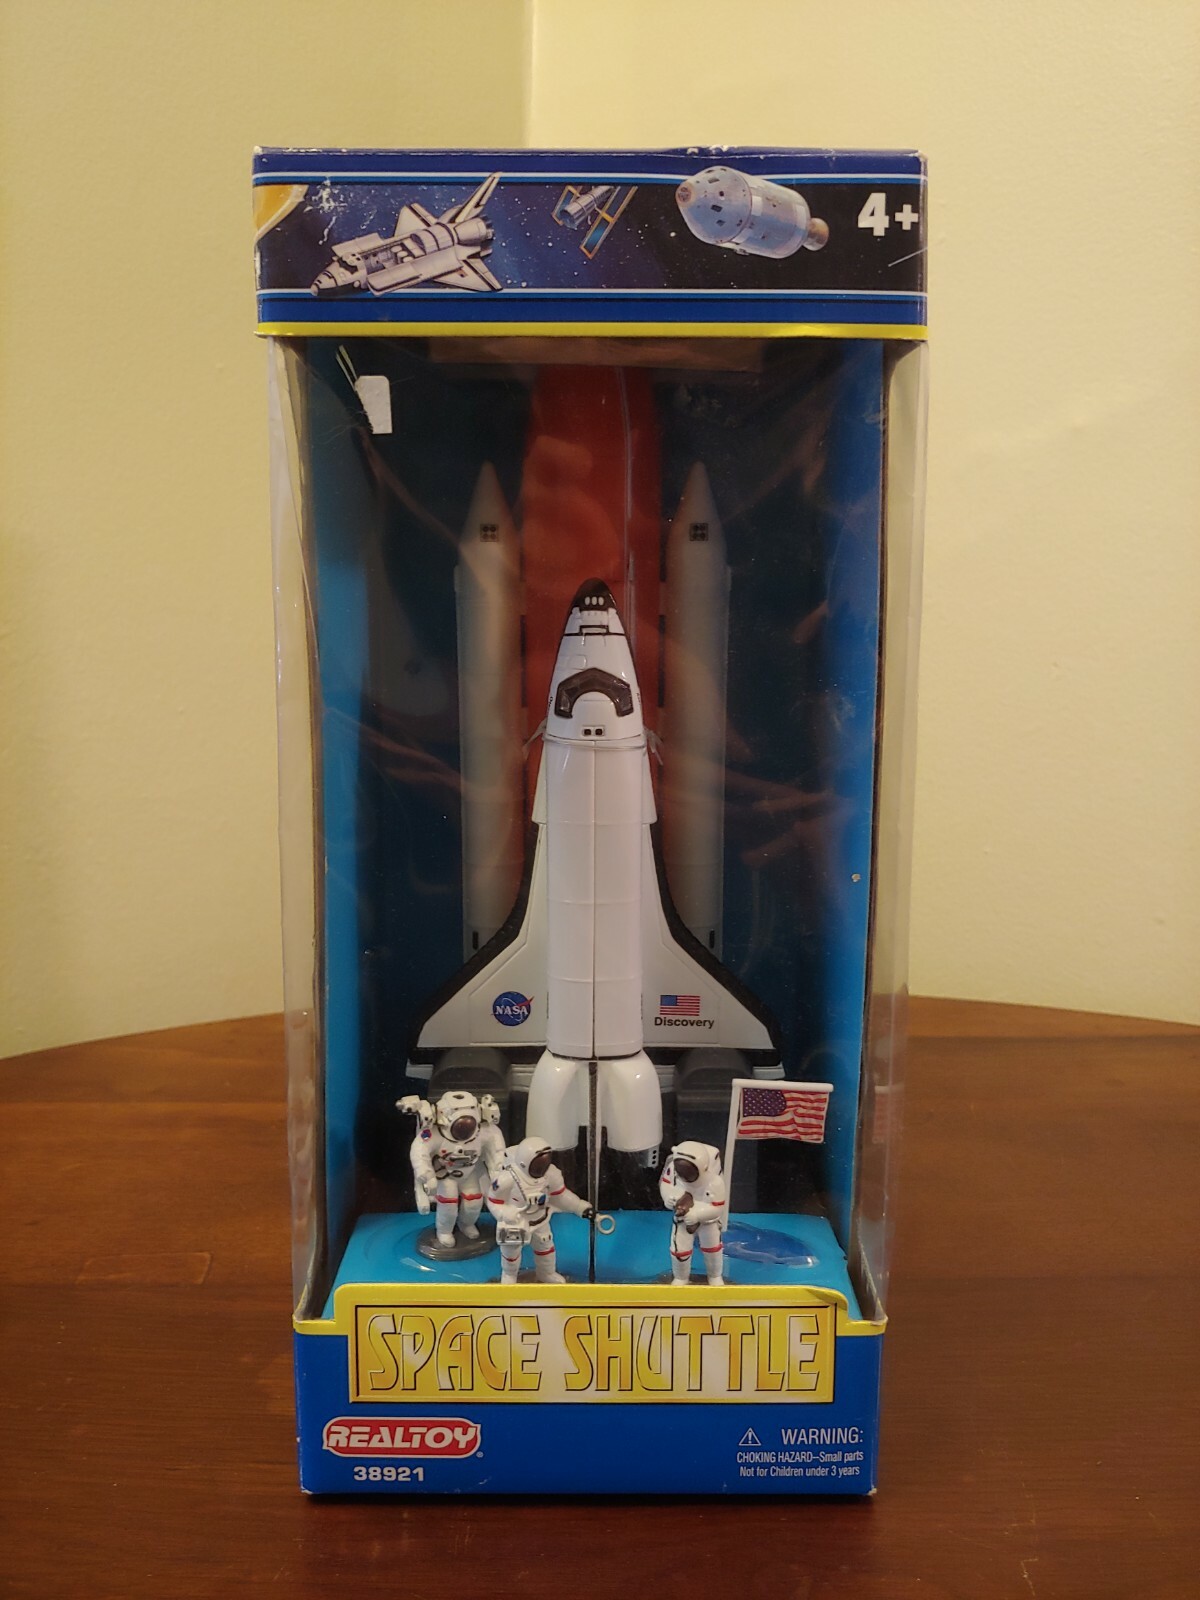 4+
NASA
Discovery
SPACE SHUTTLE
REALTOY®
38921
⚠ WARNING:
CHOKING HAZARD–Small parts
Not for Children under 3 years